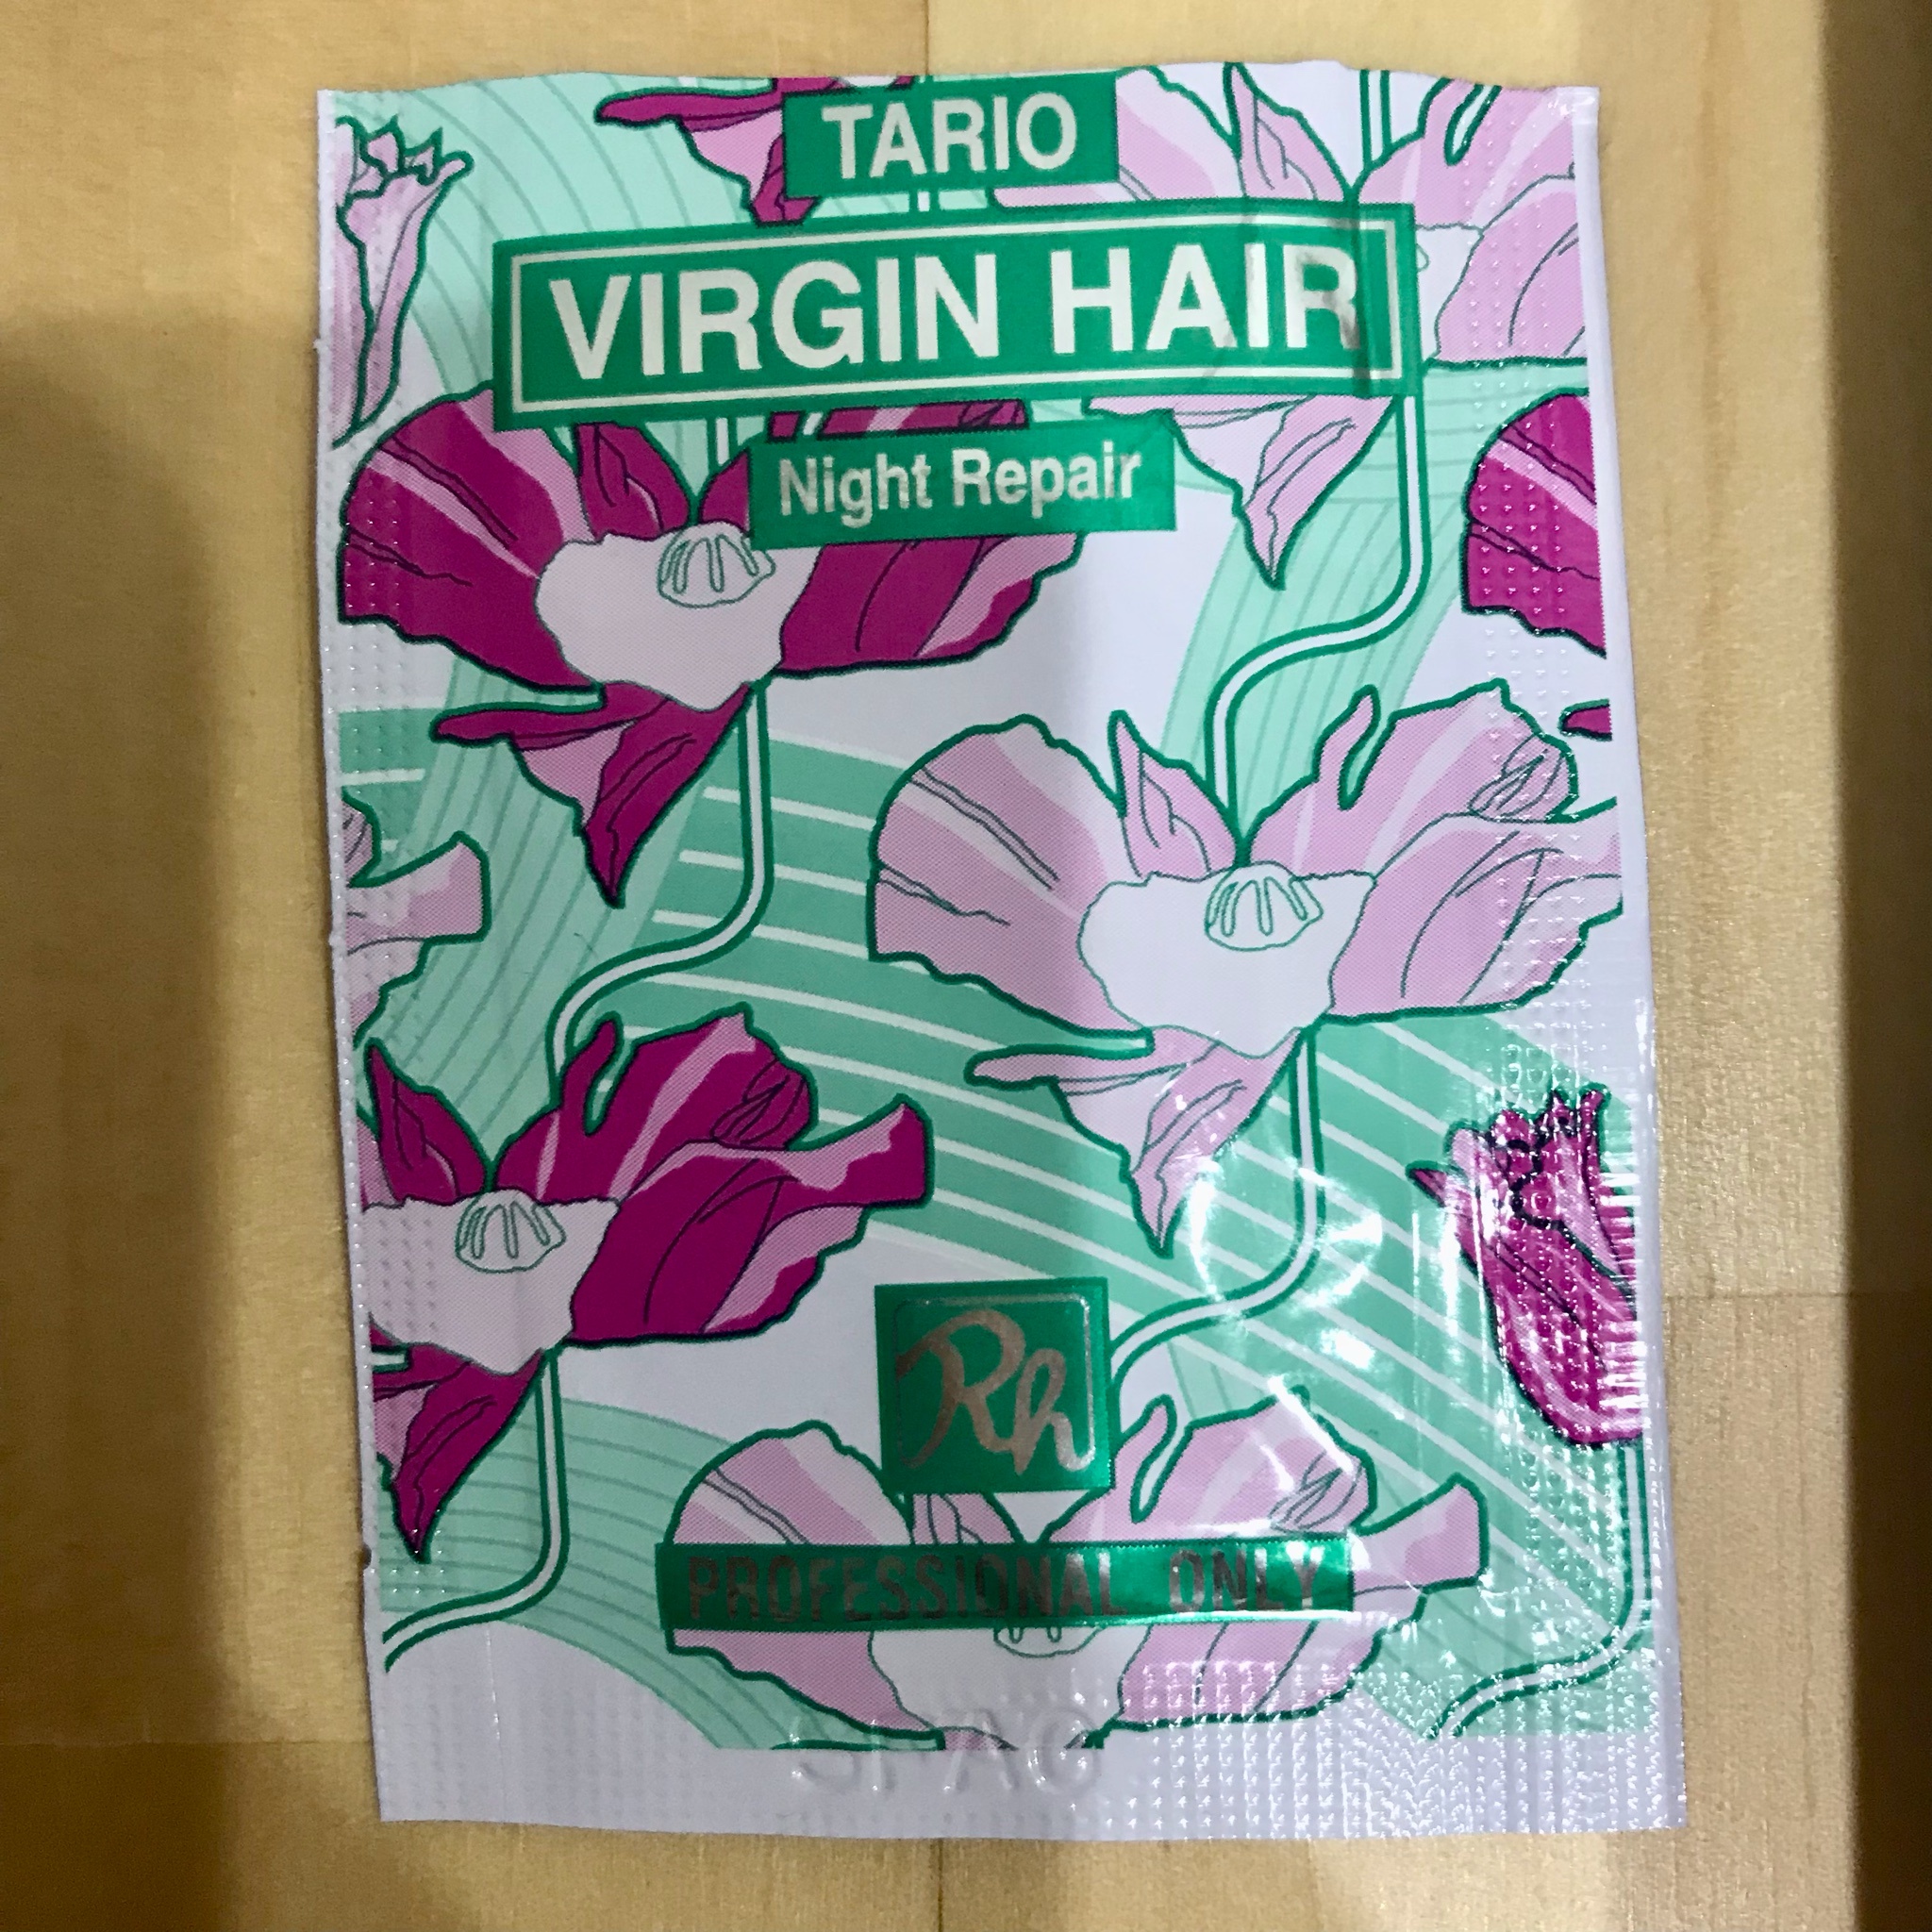 TARIO
VIRGIN HAIR
Night Repair
Rh
PROFESSIONAL ONLY